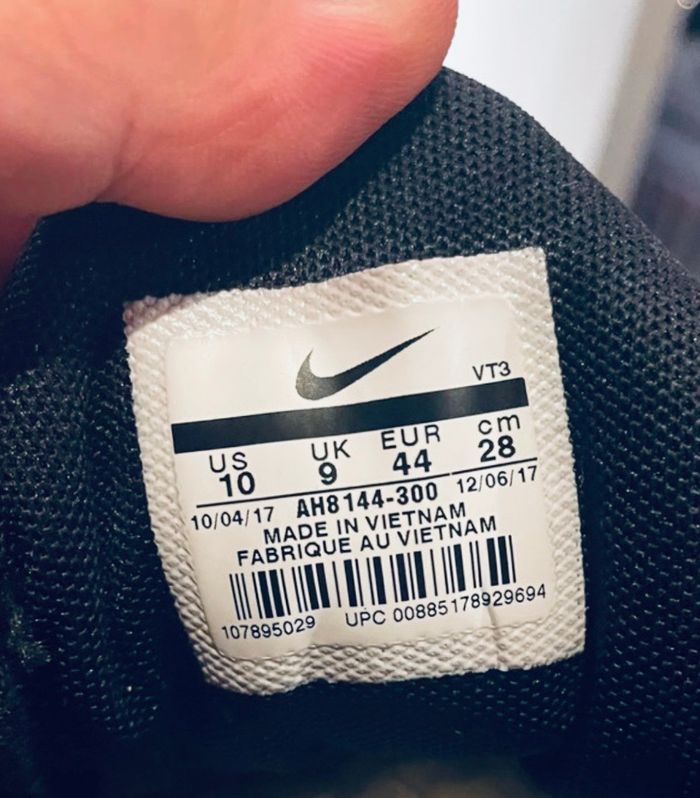 VT3
US UK EUR cm
10 9 44 28
10/04/17 AH8144-300 12/06/17
MADE IN VIETNAM
FABRIQUE AU VIETNAM
107895029 UPC 00885178929694